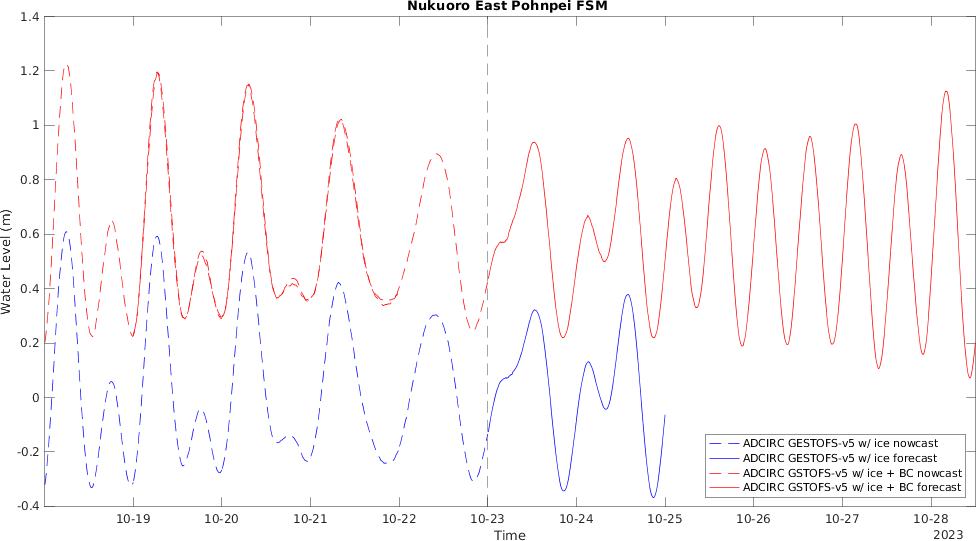 Nukuoro East Pohnpei FSM
1.4
1.2
1
0.8
0.6
0.4
0.2
0
-0.2
-0.4
Water Level (m)
ADCIRC GESTOFS-v5 w/ ice nowcast
ADCIRC GESTOFS-v5 w/ ice forecast
ADCIRC GSTOFS-v5 w/ ice + BC nowcast
ADCIRC GSTOFS-v5 w/ ice + BC forecast
10-19 10-20 10-21 10-22 10-23 10-24 10-25 10-26 10-27 10-28
Time
2023